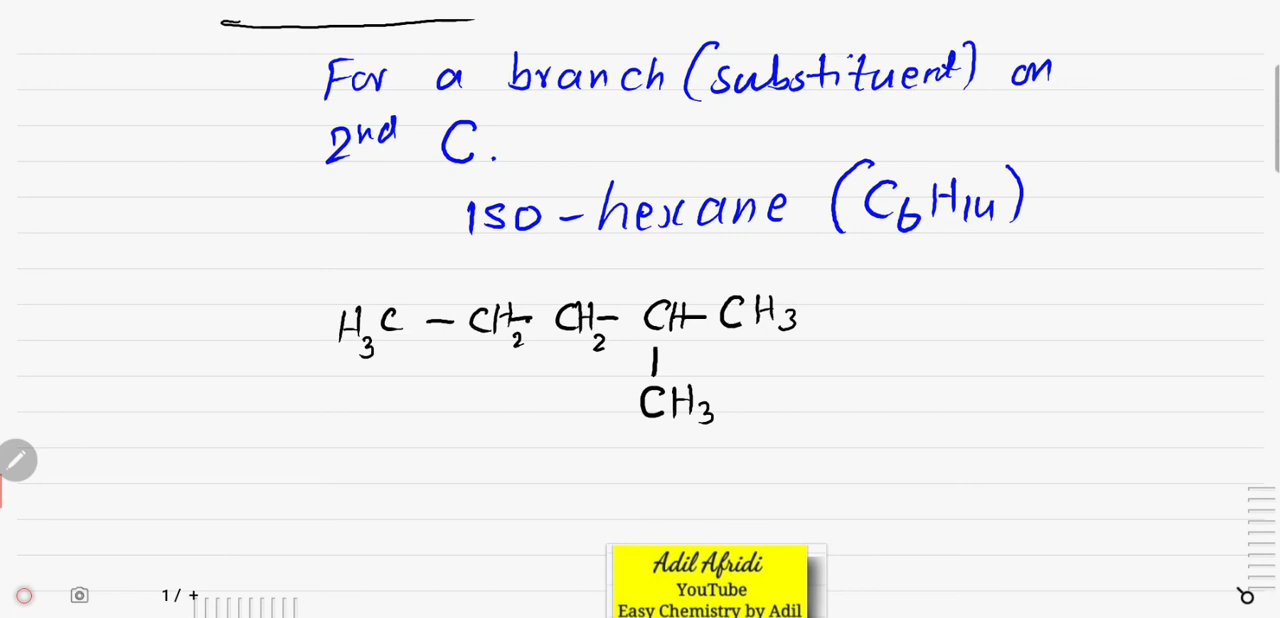 For a branch (substituent) on
2nd C.
iso-hexane (C6H14)
H3C - CH2 - CH2 - CH - CH3
|
CH3
1 / +
Adil Afridi
YouTube
Easy Chemistry by Adil